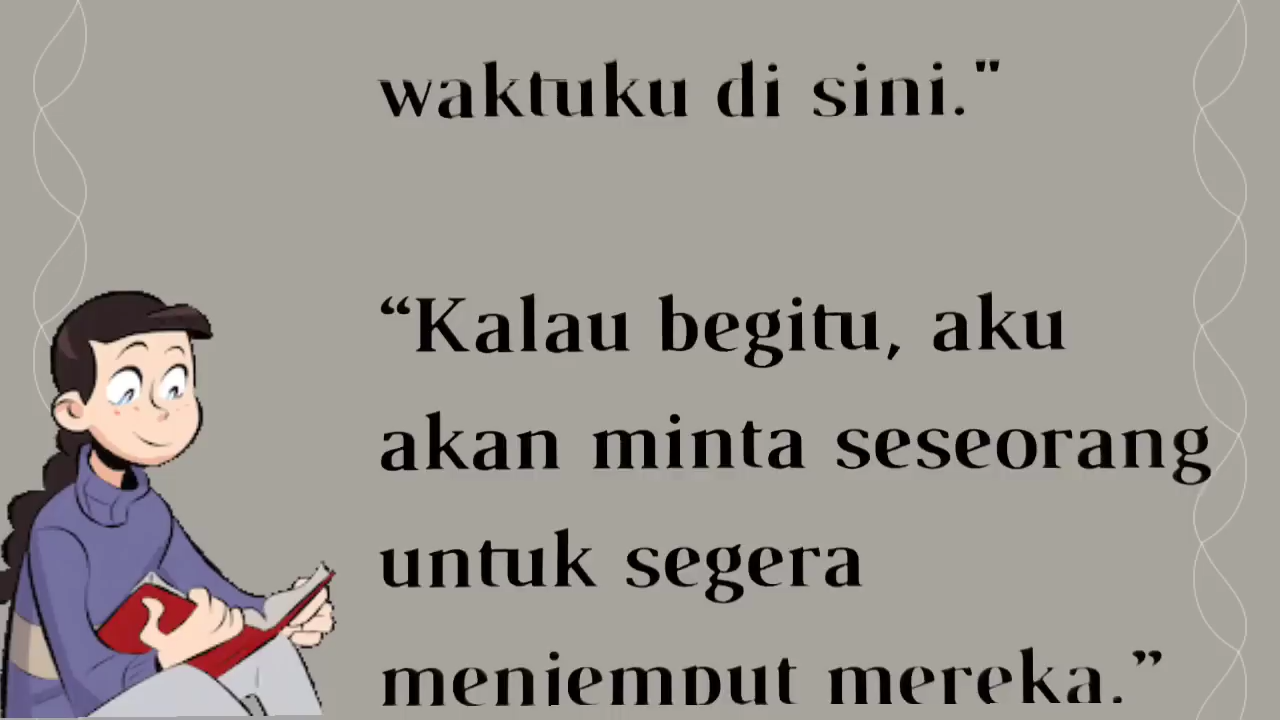 waktuku di sini."
“Kalau begitu, aku
akan minta seseorang
untuk segera
menjemput mereka.”